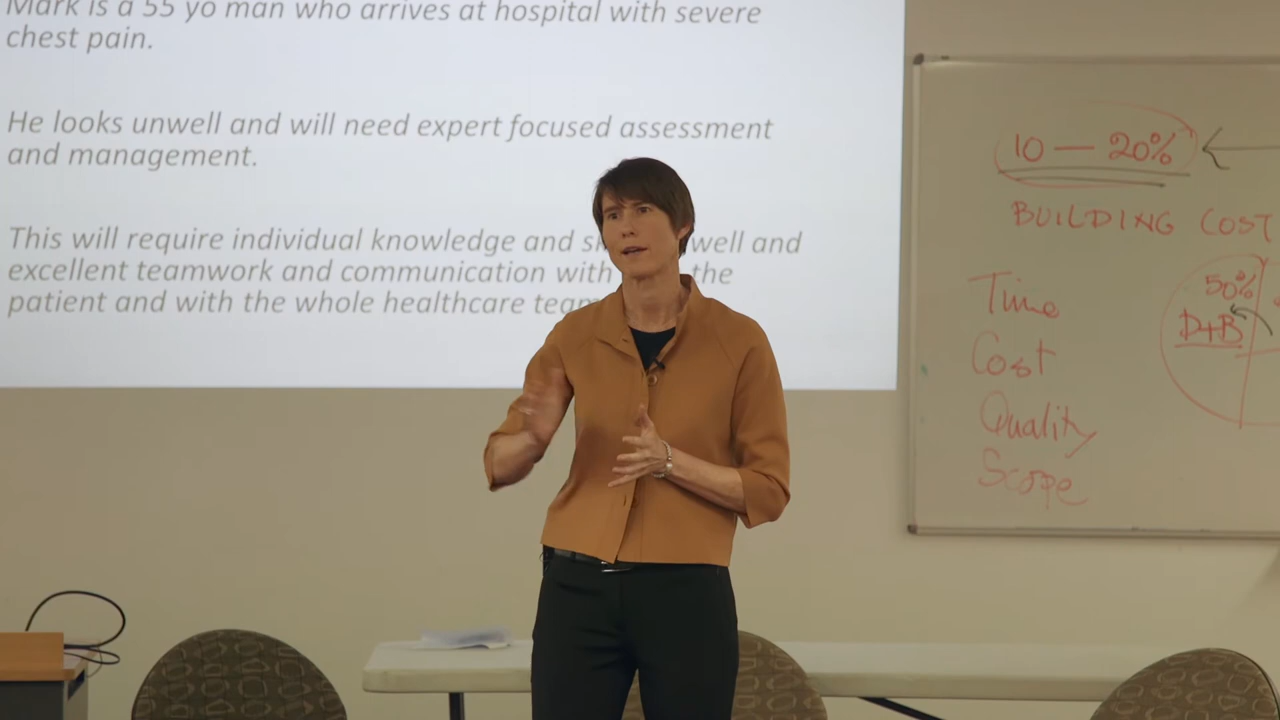 Mark is a 55 yo man who arrives at hospital with severe
chest pain.
He looks unwell and will need expert focused assessment
and management.
This will require individual knowledge and well and
excellent teamwork and communication with the
patient and with the whole healthcare team
10 — 20%
BUILDING COST
Time
Cost
Quality
Scope
50%
D+B